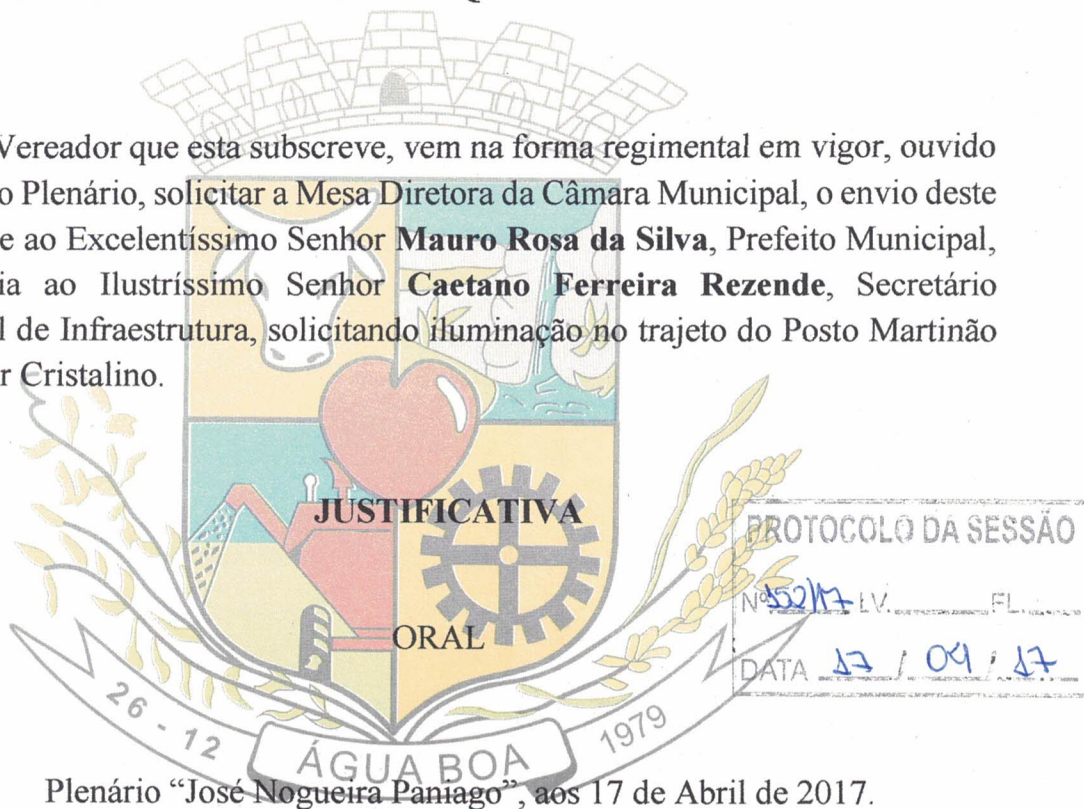 Vereador que esta subscreve, vem na forma regimental em vigor, ouvido
o Plenário, solicitar a Mesa Diretora da Câmara Municipal, o envio deste
e ao Excelentíssimo Senhor Mauro Rosa da Silva, Prefeito Municipal,
ia ao Ilustríssimo Senhor Caetano Ferreira Rezende, Secretário
l de Infraestrutura, solicitando iluminação no trajeto do Posto Martinão
r Cristalino.
JUSTIFICATIVA
PROTOCOLO DA SESSÃO
Nº 152/17 LV. FL.
ORAL
DATA 17 / 04 / 17
26 - 12 ÁGUA BOA 1979
Plenário “José Nogueira Paniago”, aos 17 de Abril de 2017.